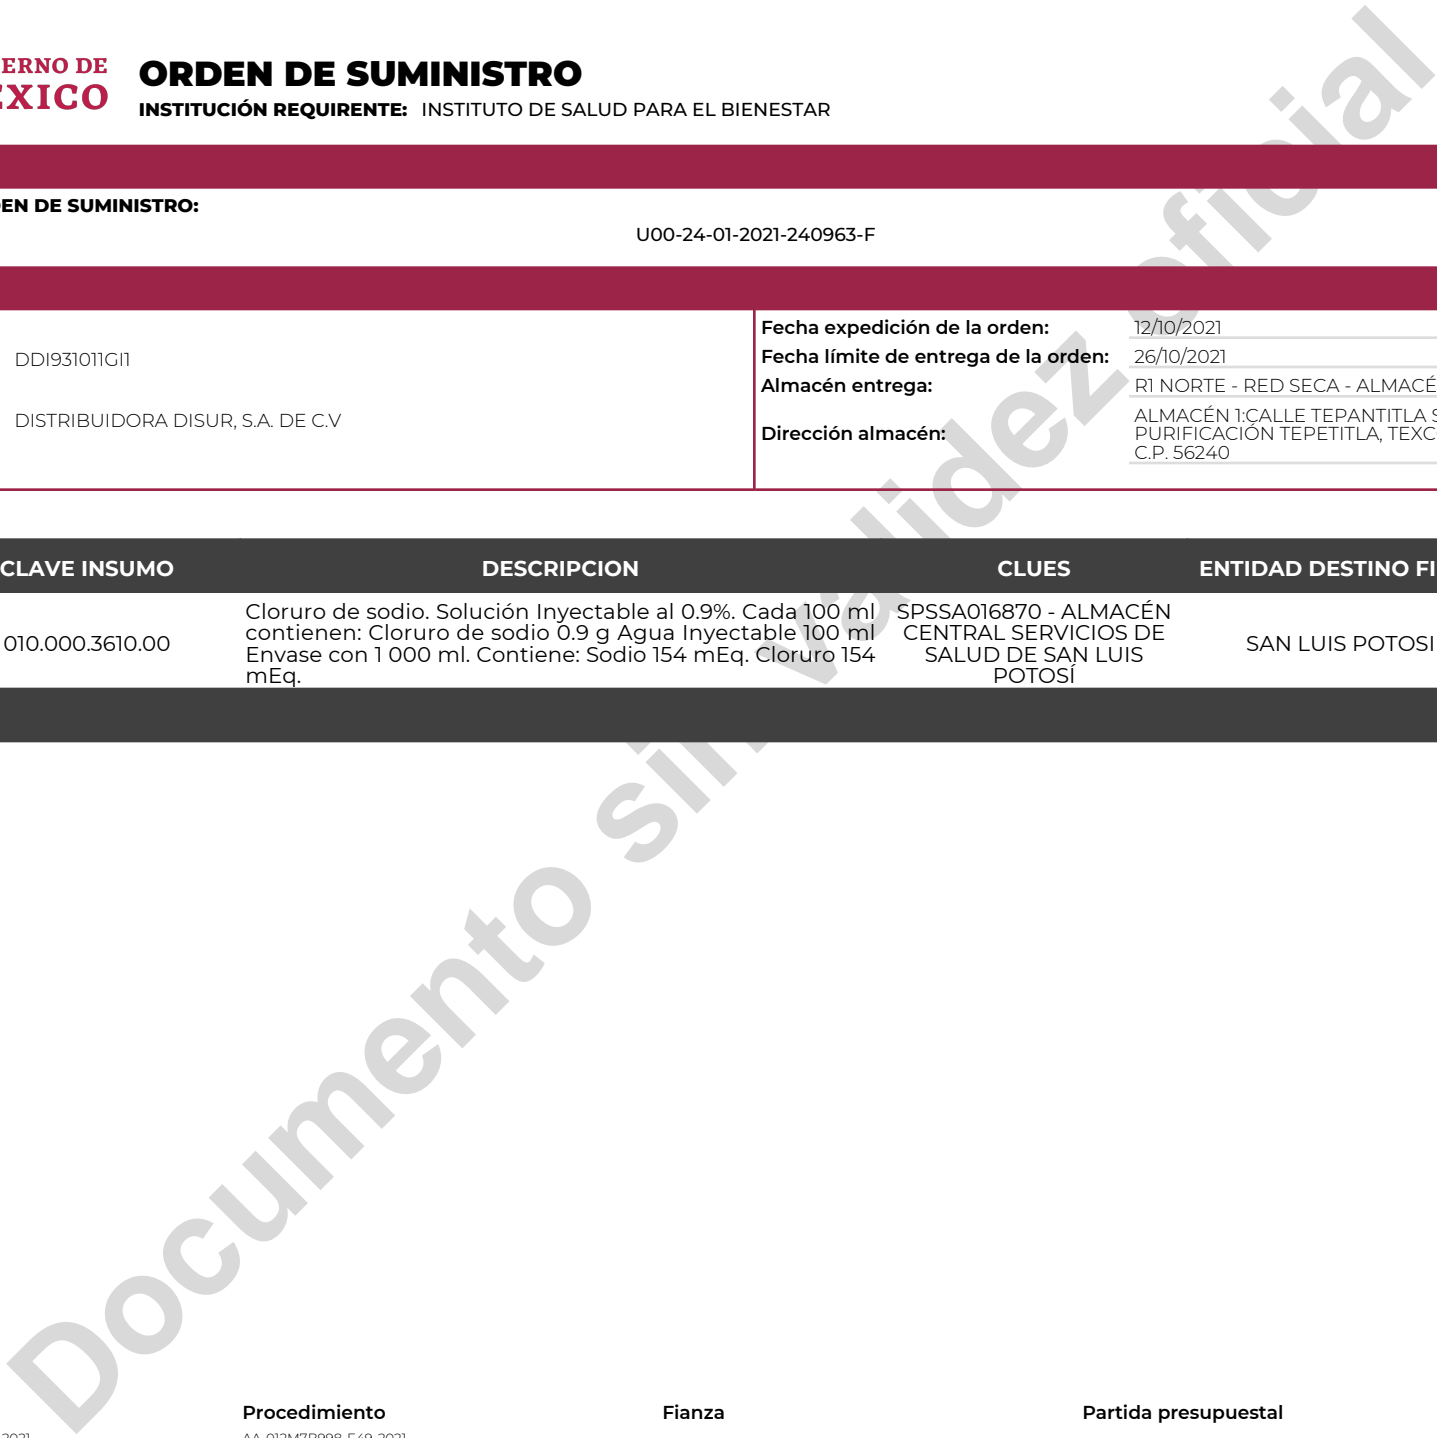 ERNO DE
EXICO
ORDEN DE SUMINISTRO
INSTITUCIÓN REQUIRENTE: INSTITUTO DE SALUD PARA EL BIENESTAR
EN DE SUMINISTRO:
U00-24-01-2021-240963-F
DDI931011GI1
DISTRIBUIDORA DISUR, S.A. DE C.V
Fecha expedición de la orden: 12/10/2021
Fecha límite de entrega de la orden: 26/10/2021
Almacén entrega: R1 NORTE - RED SECA - ALMACÉ
Dirección almacén: ALMACÉN 1:CALLE TEPANTITLA S
PURIFICACIÓN TEPETITLA, TEXC
C.P. 56240
CLAVE INSUMO DESCRIPCION CLUES ENTIDAD DESTINO FI
010.000.3610.00
Cloruro de sodio. Solución Inyectable al 0.9%. Cada 100 ml
contienen: Cloruro de sodio 0.9 g Agua Inyectable 100 ml
Envase con 1 000 ml. Contiene: Sodio 154 mEq. Cloruro 154
mEq.
SPSSA016870 - ALMACÉN
CENTRAL SERVICIOS DE
SALUD DE SAN LUIS
POTOSÍ
SAN LUIS POTOSI
Documento sin validez oficial
Procedimiento Fianza Partida presupuestal